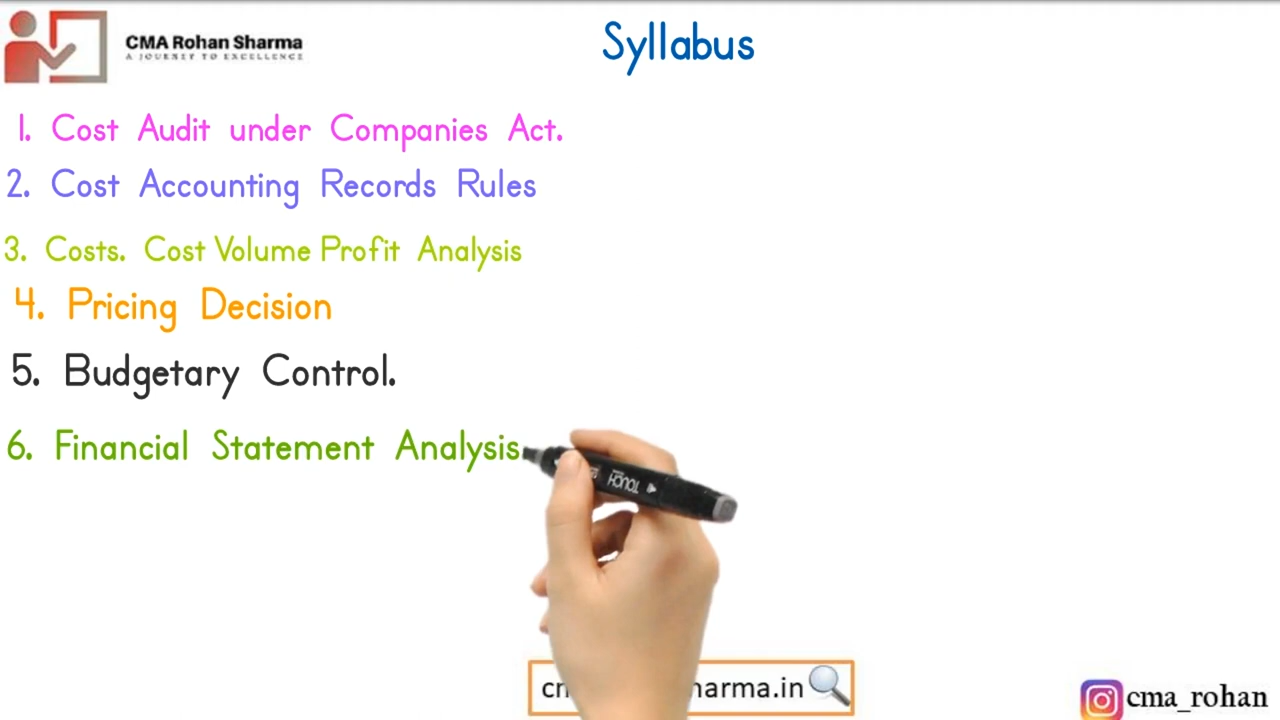 CMA Rohan Sharma
A JOURNEY TO EXCELLENCE
Syllabus
1. Cost Audit under Companies Act.
2. Cost Accounting Records Rules
3. Costs. Cost Volume Profit Analysis
4. Pricing Decision
5. Budgetary Control.
6. Financial Statement Analysis
TOUCH
harma.in
cma_rohan